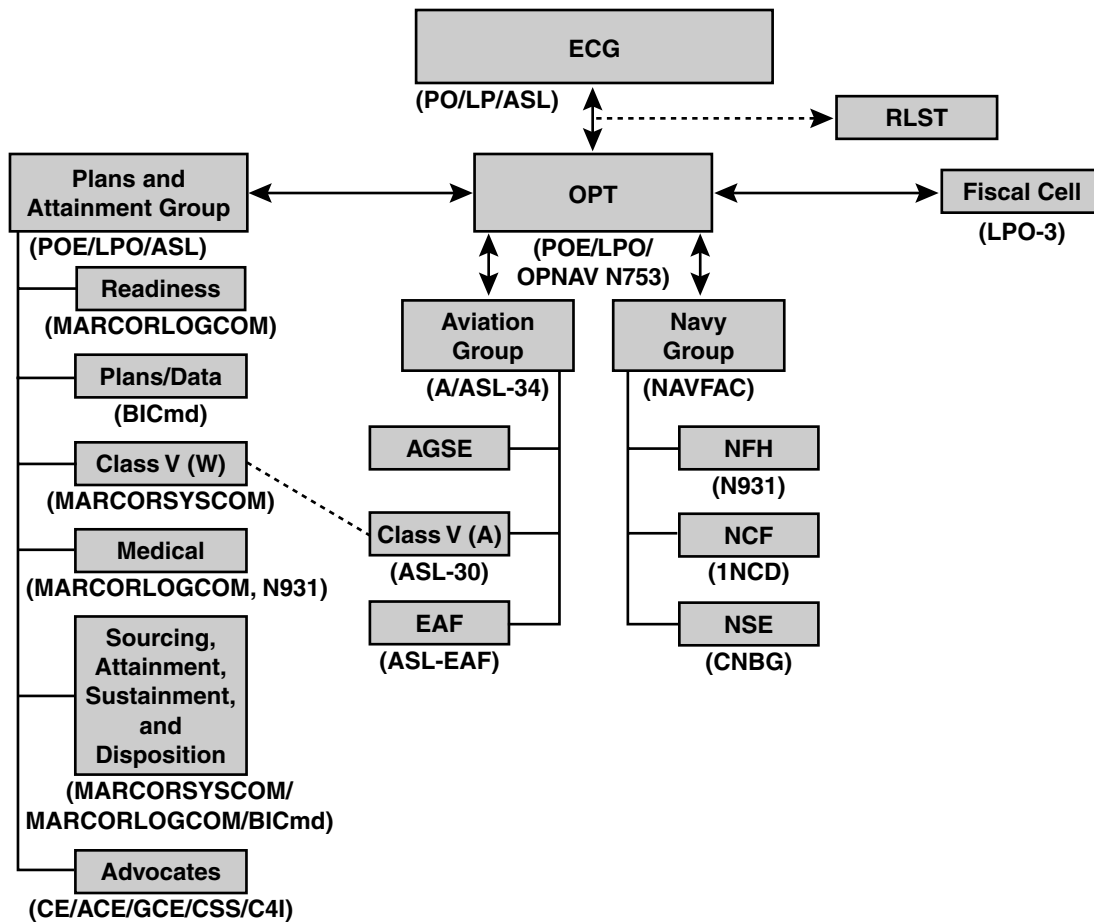 ECG
(PO/LP/ASL)
RLST
Plans and
Attainment Group
(POE/LPO/ASL)
OPT
(POE/LPO/
OPNAV N753)
Fiscal Cell
(LPO-3)
Readiness
(MARCORLOGCOM)
Plans/Data
(BICmd)
Class V (W)
(MARCORSYSCOM)
Medical
(MARCORLOGCOM, N931)
Sourcing,
Attainment,
Sustainment,
and
Disposition
(MARCORSYSCOM/
MARCORLOGCOM/BICmd)
Advocates
(CE/ACE/GCE/CSS/C4I)
Aviation
Group
(A/ASL-34)
AGSE
Class V (A)
(ASL-30)
EAF
(ASL-EAF)
Navy
Group
(NAVFAC)
NFH
(N931)
NCF
(1NCD)
NSE
(CNBG)